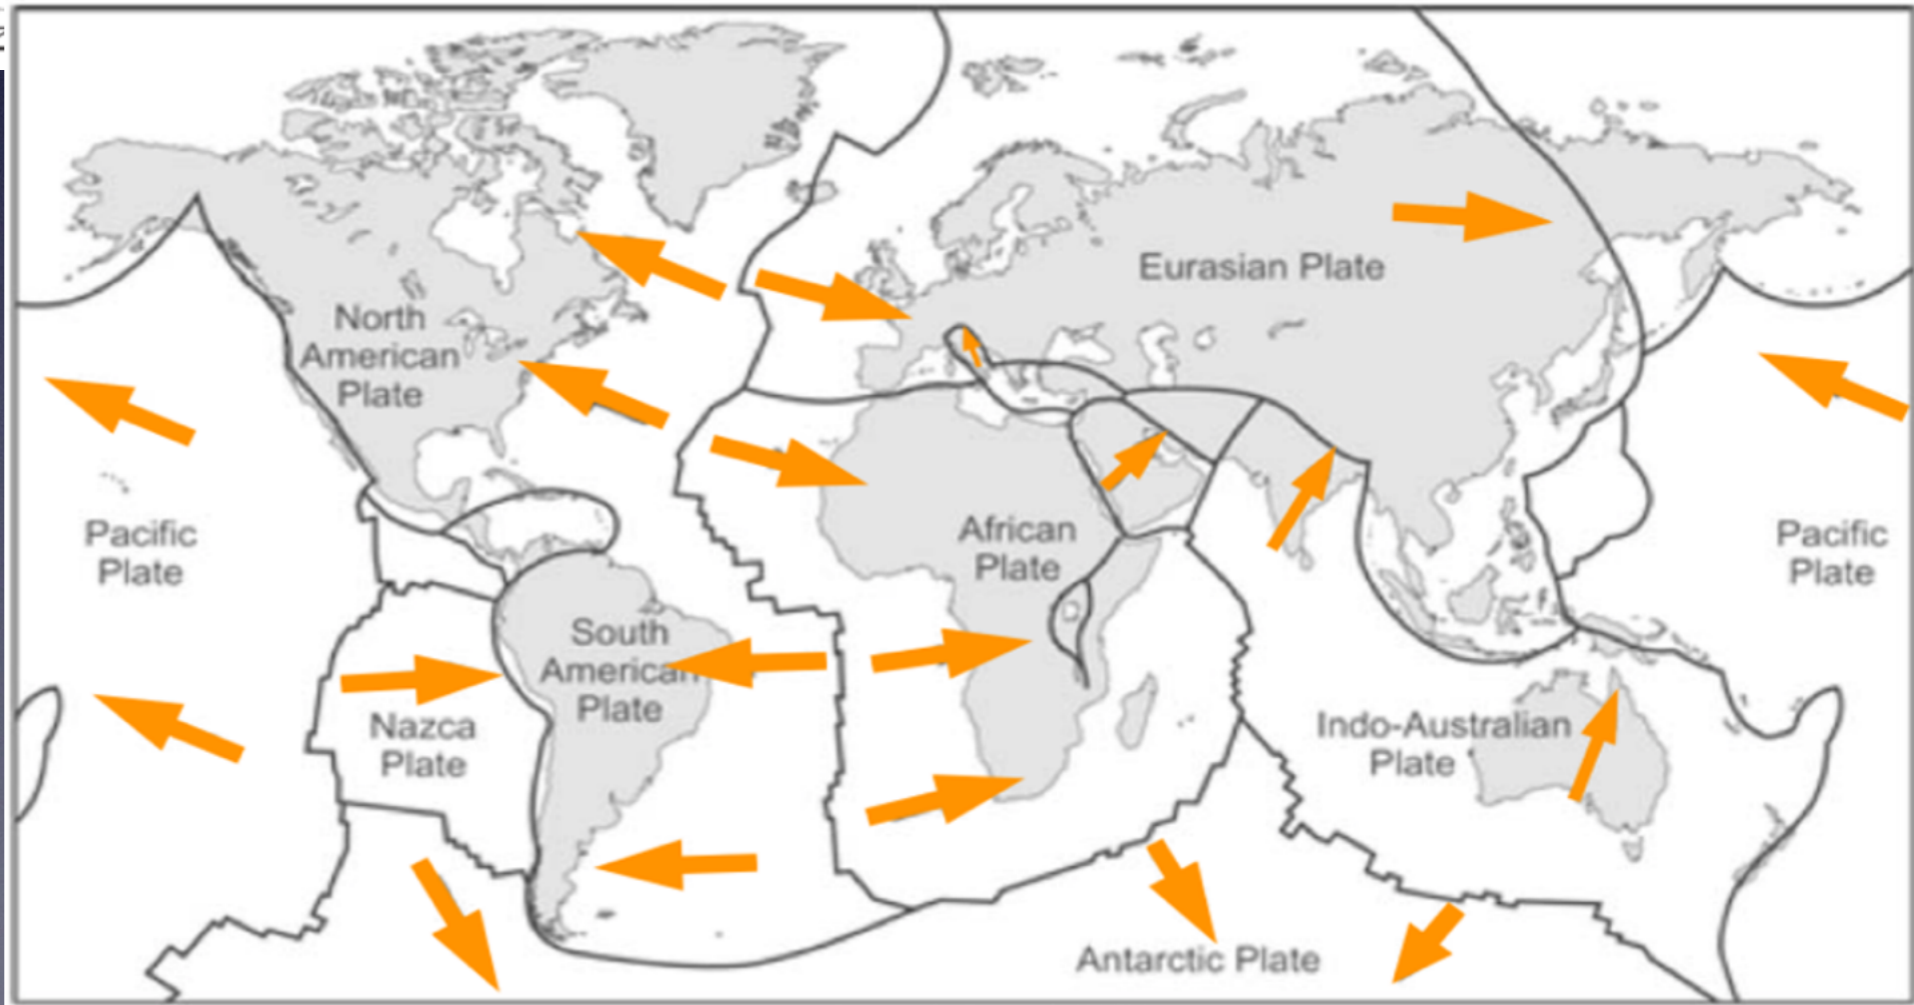 North
American
Plate
Eurasian Plate
Pacific
Plate
African
Plate
Pacific
Plate
South
American
Plate
Nazca
Plate
Indo-Australian
Plate
Antarctic Plate